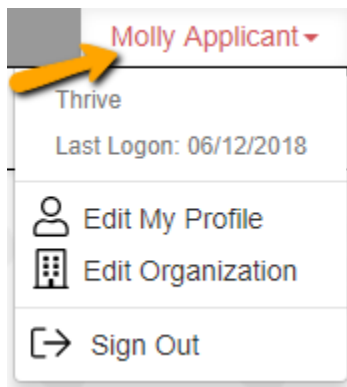 Molly Applicant
Thrive
Last Logon: 06/12/2018
Edit My Profile
Edit Organization
Sign Out